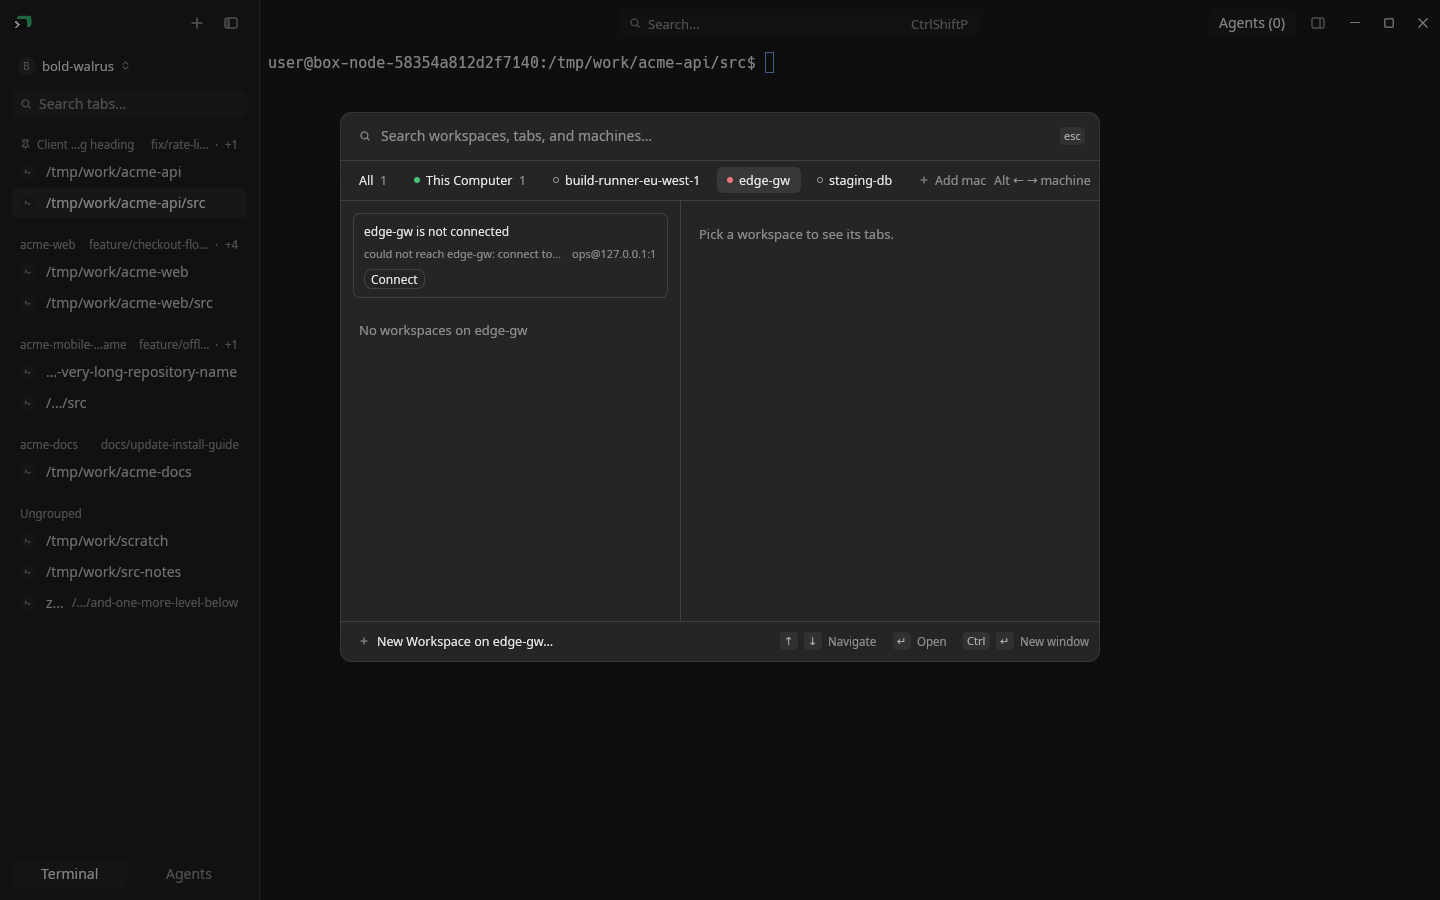 Search...
CtrlShiftP
Agents (0)
B bold-walrus
Search tabs...
Client ...g heading fix/rate-li... · +1
/tmp/work/acme-api
/tmp/work/acme-api/src
acme-web feature/checkout-flo... · +4
/tmp/work/acme-web
/tmp/work/acme-web/src
acme-mobile-...ame feature/offl... · +1
...-very-long-repository-name
/.../src
acme-docs docs/update-install-guide
/tmp/work/acme-docs
Ungrouped
/tmp/work/scratch
/tmp/work/src-notes
z... /.../and-one-more-level-below
Terminal
Agents
user@box-node-58354a812d2f7140:/tmp/work/acme-api/src$
Search workspaces, tabs, and machines...
esc
All 1
This Computer 1
build-runner-eu-west-1
edge-gw
staging-db
+ Add mac
Alt ← → machine
edge-gw is not connected
could not reach edge-gw: connect to... ops@127.0.0.1:1
Connect
No workspaces on edge-gw
Pick a workspace to see its tabs.
+ New Workspace on edge-gw...
↑ ↓ Navigate
↵ Open
Ctrl ↵ New window